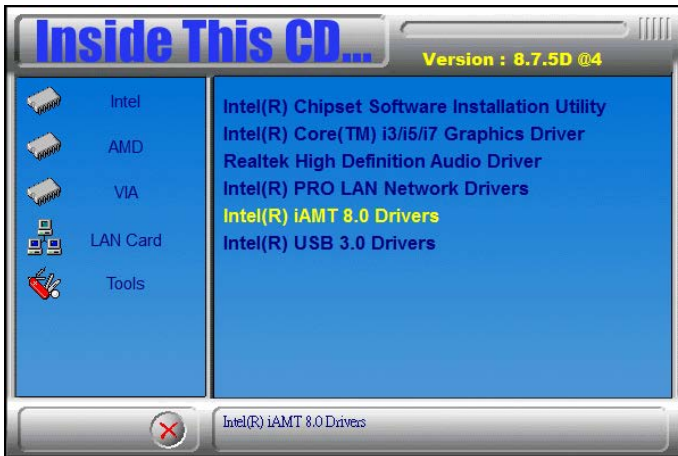 Inside This CD...
Version : 8.7.5D @4
Intel
AMD
VIA
LAN Card
Tools
Intel(R) Chipset Software Installation Utility
Intel(R) Core(TM) i3/i5/i7 Graphics Driver
Realtek High Definition Audio Driver
Intel(R) PRO LAN Network Drivers
Intel(R) iAMT 8.0 Drivers
Intel(R) USB 3.0 Drivers
Intel(R) iAMT 8.0 Drivers